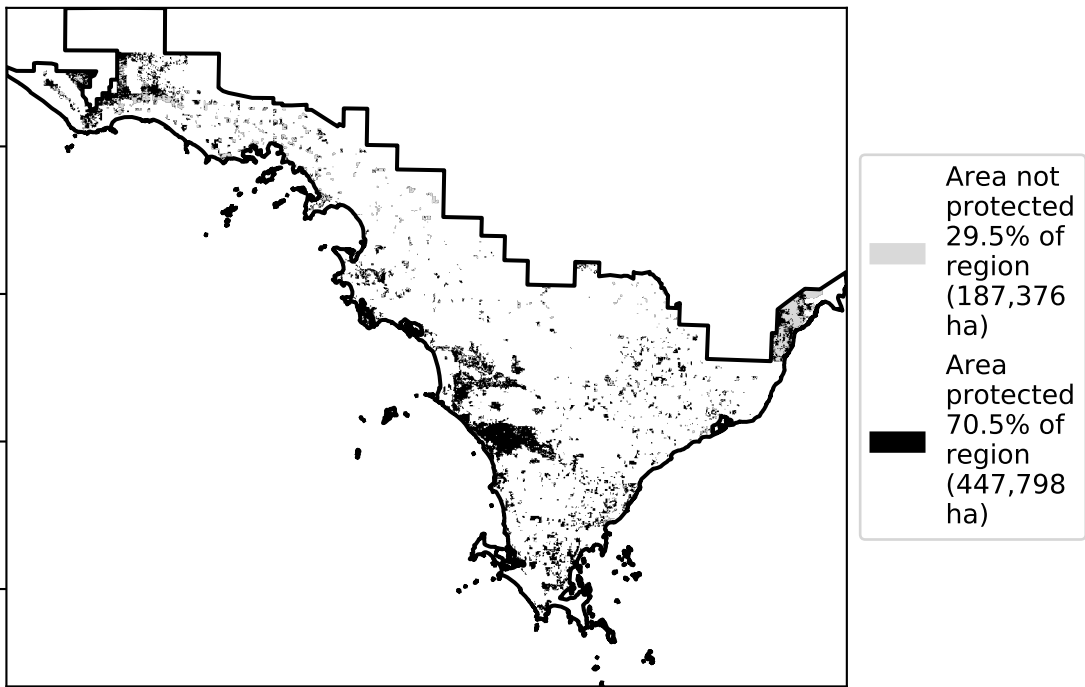 Area not
protected
29.5% of
region
(187,376
ha)
Area
protected
70.5% of
region
(447,798
ha)